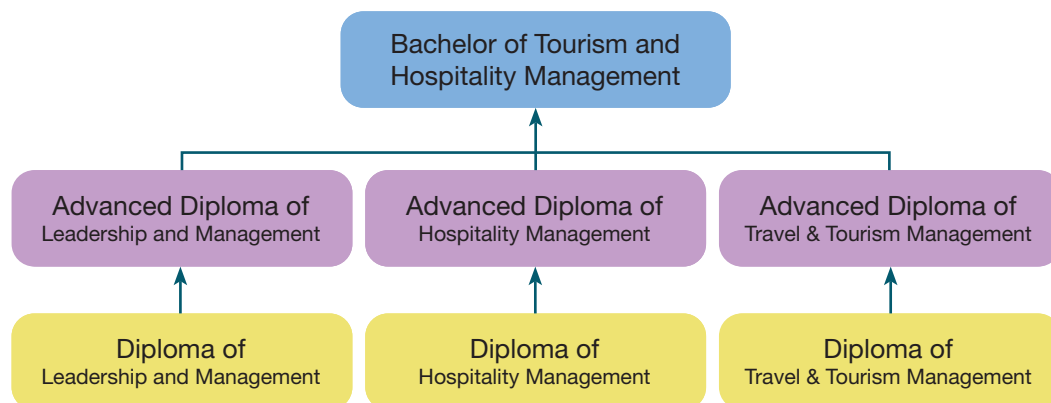 Bachelor of Tourism and
Hospitality Management
Advanced Diploma of
Leadership and Management
Advanced Diploma of
Hospitality Management
Advanced Diploma of
Travel & Tourism Management
Diploma of
Leadership and Management
Diploma of
Hospitality Management
Diploma of
Travel & Tourism Management